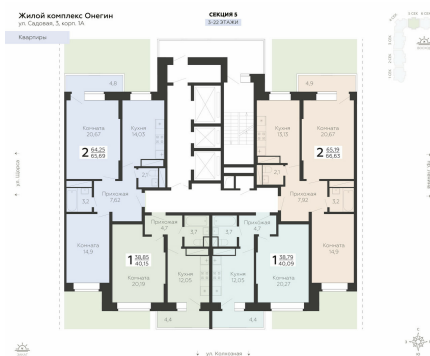 Жилой комплекс Онегин
ул. Садовая, 3, корп. 1А
Квартиры
СЕКЦИЯ 5
3-22 ЭТАЖИ
4,8
Комната
20,67
Кухня
14,03
2 64,25
65,69
2,1
3,2
Прихожая
7,62
Комната
14,9
4,9
Кухня
13,13
Комната
20,67
2 65,19
66,63
2,1
Прихожая
7,92
3,2
Комната
14,9
Прихожая
4,7
3,7
1 38,85
40,15
Комната
20,19
Кухня
12,05
4,4
3,7
Прихожая
4,7
Кухня
12,05
1 38,79
40,09
Комната
20,27
4,4
ул. Колхозная